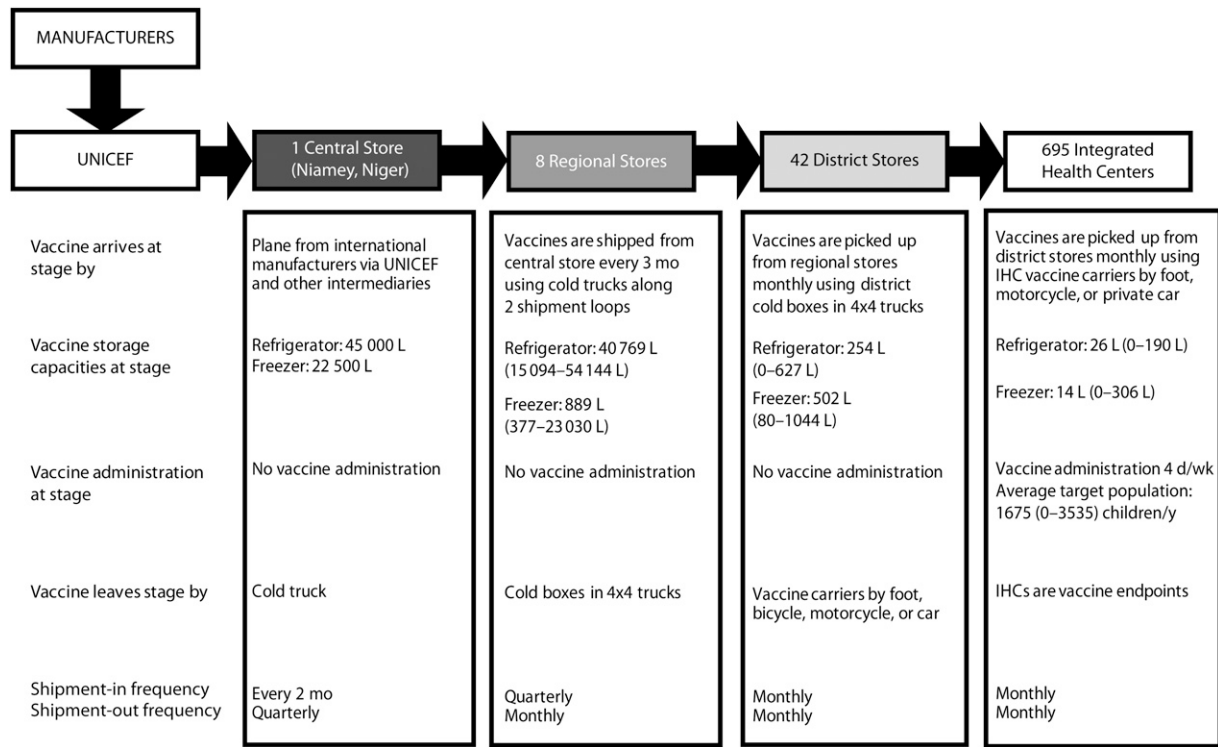 MANUFACTURERS
UNICEF
1 Central Store
(Niamey, Niger)
8 Regional Stores
42 District Stores
695 Integrated
Health Centers
Vaccine arrives at
stage by
Plane from international
manufacturers via UNICEF
and other intermediaries
Vaccines are shipped from
central store every 3 mo
using cold trucks along
2 shipment loops
Vaccines are picked up
from regional stores
monthly using district
cold boxes in 4x4 trucks
Vaccines are picked up from
district stores monthly using
IHC vaccine carriers by foot,
motorcycle, or private car
Vaccine storage
capacities at stage
Refrigerator: 45 000 L
Freezer: 22 500 L
Refrigerator: 40 769 L
(15 094–54 144 L)
Freezer: 889 L
(377–23 030 L)
Refrigerator: 254 L
(0–627 L)
Freezer: 502 L
(80–1044 L)
Refrigerator: 26 L (0–190 L)
Freezer: 14 L (0–306 L)
Vaccine administration
at stage
No vaccine administration
No vaccine administration
No vaccine administration
Vaccine administration 4 d/wk
Average target population:
1675 (0–3535) children/y
Vaccine leaves stage by
Cold truck
Cold boxes in 4x4 trucks
Vaccine carriers by foot,
bicycle, motorcycle, or car
IHCs are vaccine endpoints
Shipment-in frequency
Shipment-out frequency
Every 2 mo
Quarterly
Quarterly
Monthly
Monthly
Monthly
Monthly
Monthly